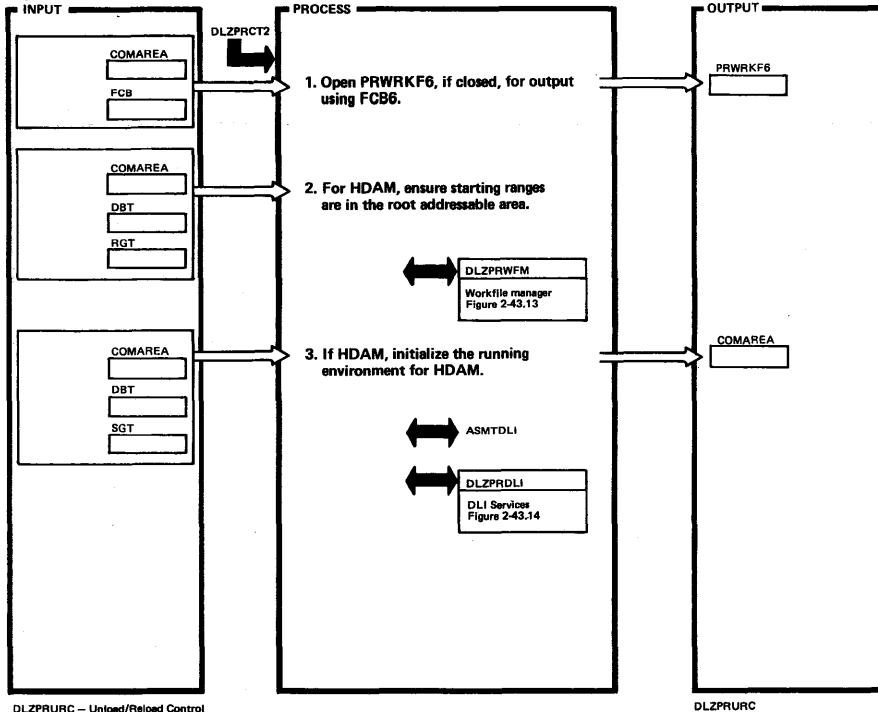 INPUT
PROCESS
OUTPUT
DLZPRCT2
COMAREA
FCB
1. Open PRWRKF6, if closed, for output
using FCB6.
PRWRKF6
COMAREA
DBT
RGT
2. For HDAM, ensure starting ranges
are in the root addressable area.
DLZPRWFM
Workfile manager
Figure 2-43.13
COMAREA
DBT
SGT
3. If HDAM, initialize the running
environment for HDAM.
COMAREA
ASMTDLI
DLZPRDLI
DLI Services
Figure 2-43.14
DLZPRURC – Unload/Reload Control
DLZPRURC